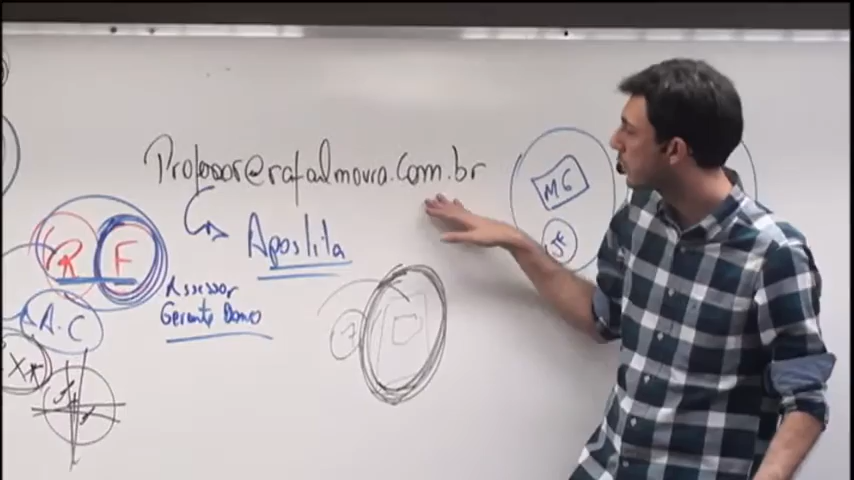 Professor@rafaelmoura.com.br
Apostila
MG
JF
R F
Assessor
Gerente Dono
A.C